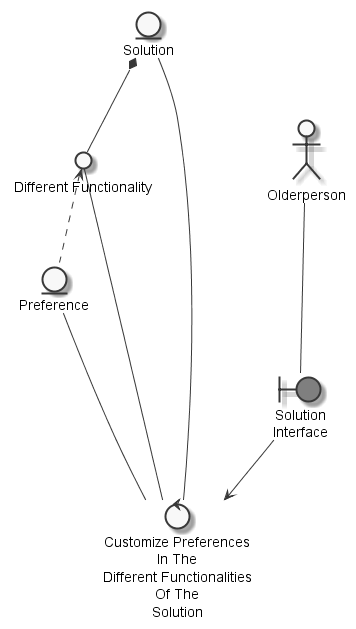 Solution
Different Functionality
Olderperson
Preference
Solution
Interface
Customize Preferences
In The
Different Functionalities
Of The
Solution